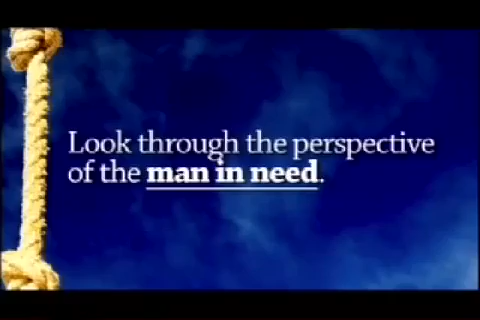 Look through the perspective
of the man in need.